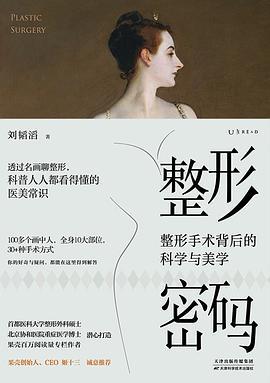 PLASTIC
SURGERY
刘韬滔
透过名画聊整形，
科普人人都看得懂的
医美常识
100多个画中人，全身10大部位，
30+种手术方式
你的好奇与疑问，都能在这里得到解答
首都医科大学整形外科硕士
北京协和医院重症医学博士
果壳百万阅读量专栏作者
潜心打造
果壳创始人、CEO 姬十三 诚意推荐
UREAD
整形
整形手术背后的
科学与美学
密码
天津出版传媒集团
天津科学技术出版社